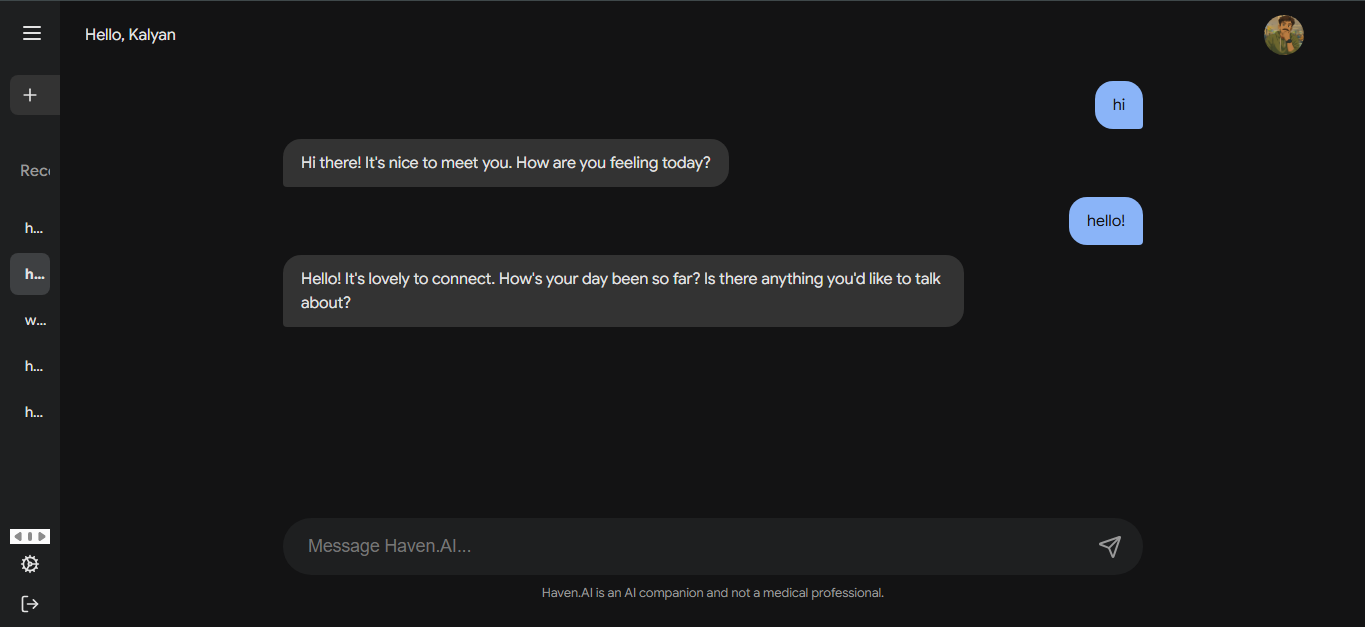 Hello, Kalyan
hi
Hi there! It's nice to meet you. How are you feeling today?
Rec
hello!
h...
h...
Hello! It's lovely to connect. How's your day been so far? Is there anything you'd like to talk
about?
w...
h...
h...
Message Haven.AI...
Haven.AI is an AI companion and not a medical professional.